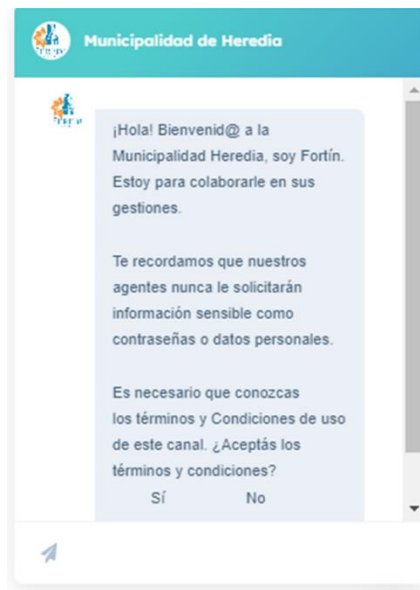 Municipalidad de Heredia
¡Hola! Bienvenid@ a la
Municipalidad Heredia, soy Fortín.
Estoy para colaborarle en sus
gestiones.
Te recordamos que nuestros
agentes nunca le solicitarán
información sensible como
contraseñas o datos personales.
Es necesario que conozcas
los términos y Condiciones de uso
de este canal. ¿Aceptás los
términos y condiciones?
Sí No